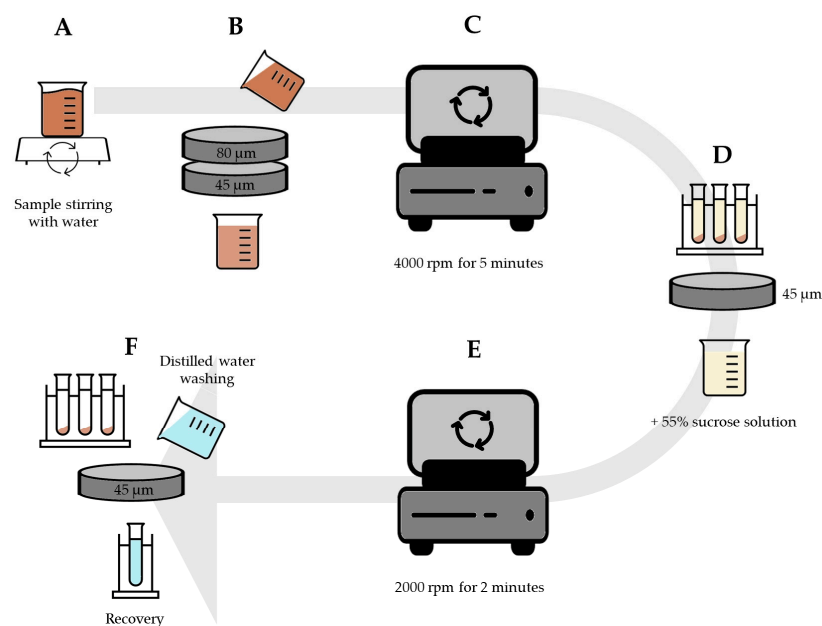 A
B
C
80 µm
45 µm
Sample stirring
with water
4000 rpm for 5 minutes
D
45 µm
+ 55% sucrose solution
E
2000 rpm for 2 minutes
F
Distilled water
washing
45 µm
Recovery